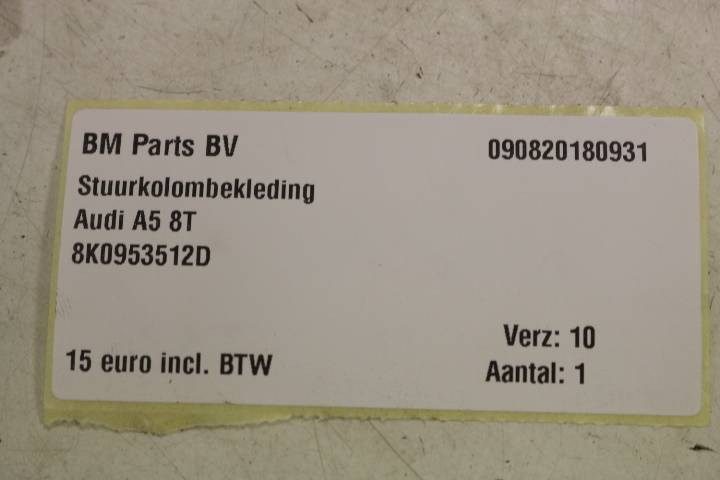 BM Parts BV 090820180931
Stuurkolombekleding
Audi A5 8T
8K0953512D
Verz: 10
15 euro incl. BTW Aantal: 1